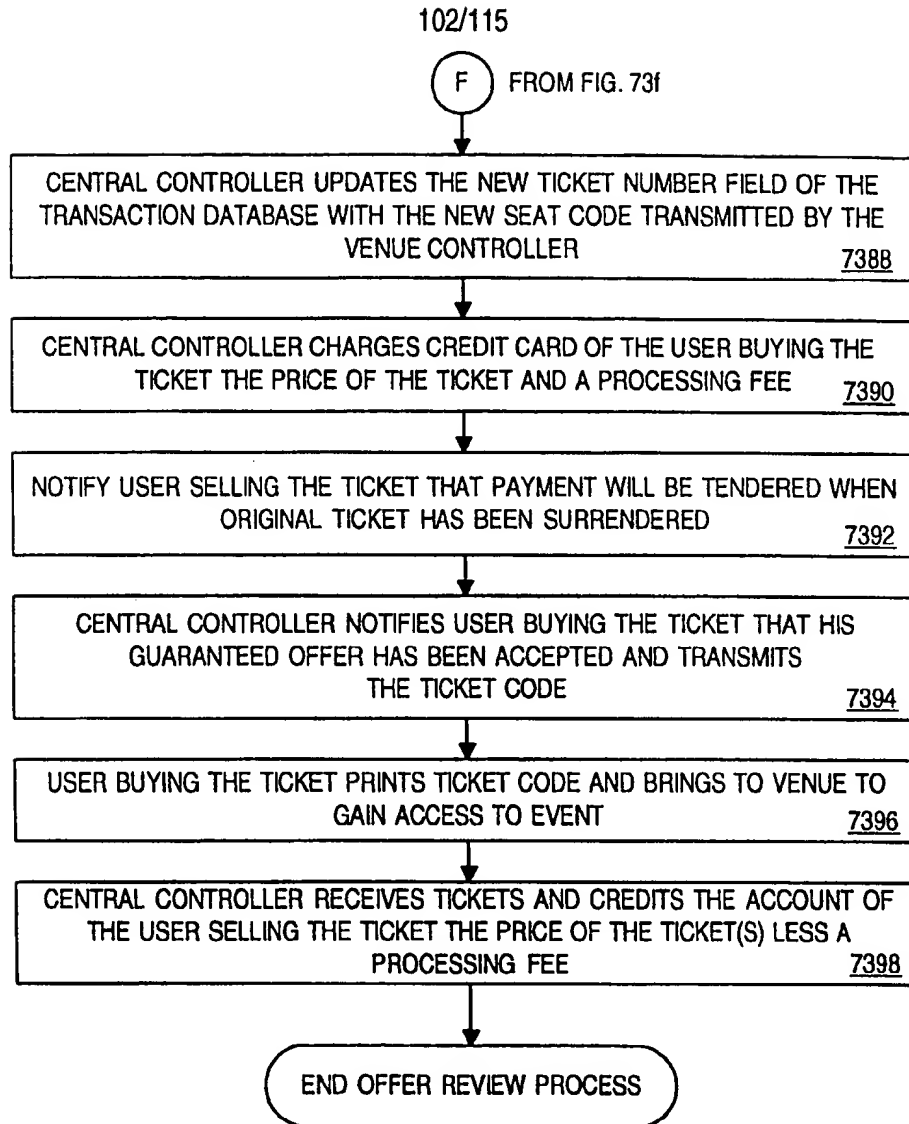 102/115
F FROM FIG. 73f
CENTRAL CONTROLLER UPDATES THE NEW TICKET NUMBER FIELD OF THE
TRANSACTION DATABASE WITH THE NEW SEAT CODE TRANSMITTED BY THE
VENUE CONTROLLER
7388
CENTRAL CONTROLLER CHARGES CREDIT CARD OF THE USER BUYING THE
TICKET THE PRICE OF THE TICKET AND A PROCESSING FEE
7390
NOTIFY USER SELLING THE TICKET THAT PAYMENT WILL BE TENDERED WHEN
ORIGINAL TICKET HAS BEEN SURRENDERED
7392
CENTRAL CONTROLLER NOTIFIES USER BUYING THE TICKET THAT HIS
GUARANTEED OFFER HAS BEEN ACCEPTED AND TRANSMITS
THE TICKET CODE
7394
USER BUYING THE TICKET PRINTS TICKET CODE AND BRINGS TO VENUE TO
GAIN ACCESS TO EVENT
7396
CENTRAL CONTROLLER RECEIVES TICKETS AND CREDITS THE ACCOUNT OF
THE USER SELLING THE TICKET THE PRICE OF THE TICKET(S) LESS A
PROCESSING FEE
7398
END OFFER REVIEW PROCESS